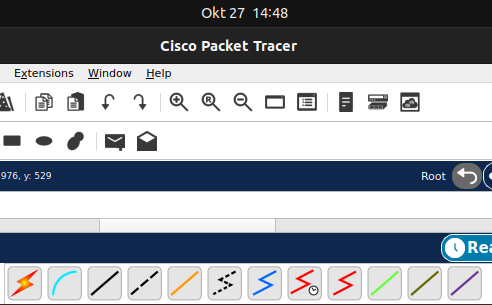 Okt 27 14:48
Cisco Packet Tracer
Extensions Window Help
976, y: 529
Root